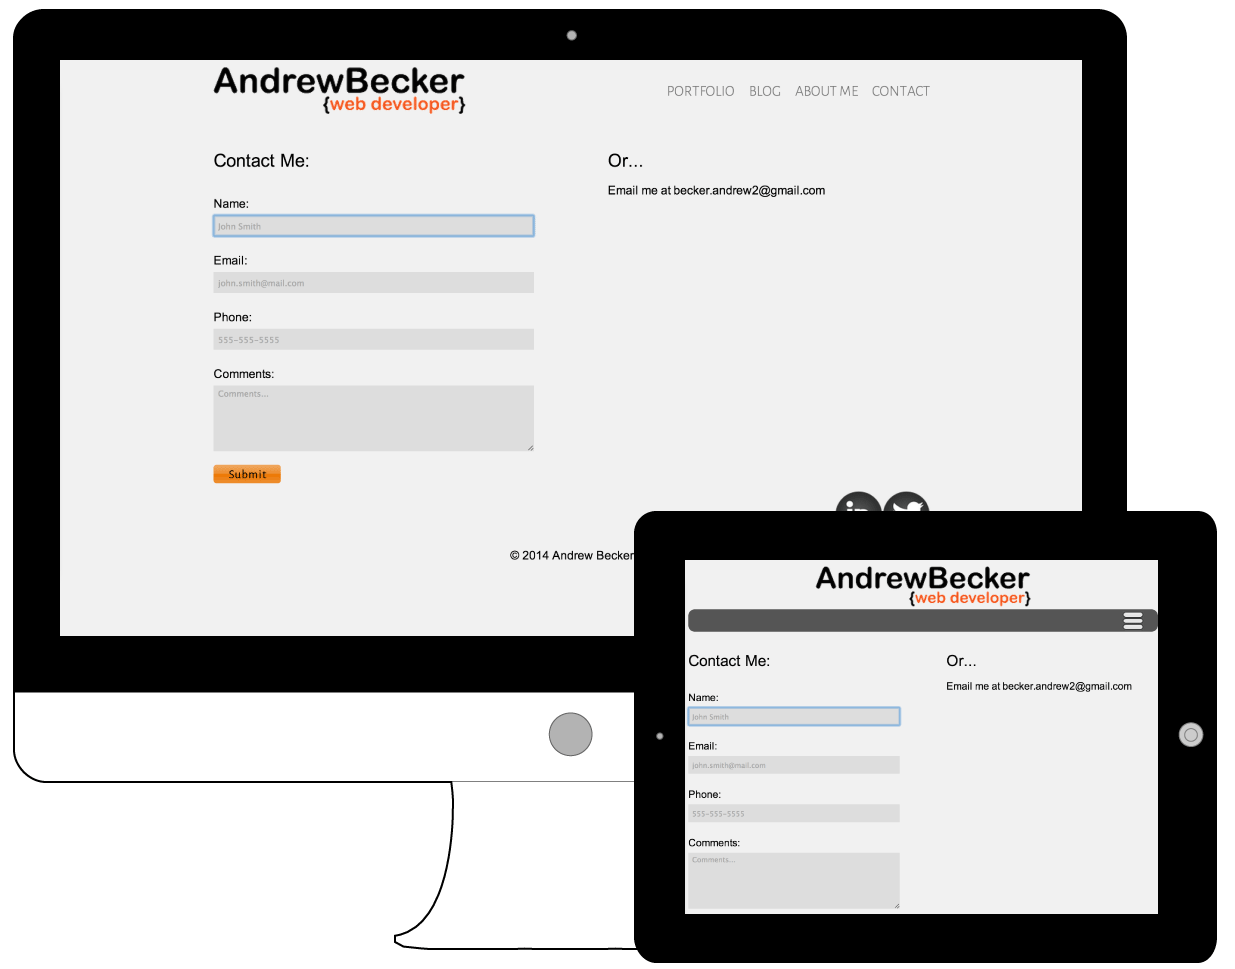 AndrewBecker
{web developer}
PORTFOLIO BLOG ABOUT ME CONTACT
Contact Me:
Name:
John Smith
Email:
john.smith@mail.com
Phone:
555-555-5555
Comments:
Comments...
Submit
Or...
Email me at becker.andrew2@gmail.com
in
© 2014 Andrew Becker
AndrewBecker
{web developer}
Contact Me:
Name:
John Smith
Email:
john.smith@mail.com
Phone:
555-555-5555
Comments:
Comments...
Or...
Email me at becker.andrew2@gmail.com